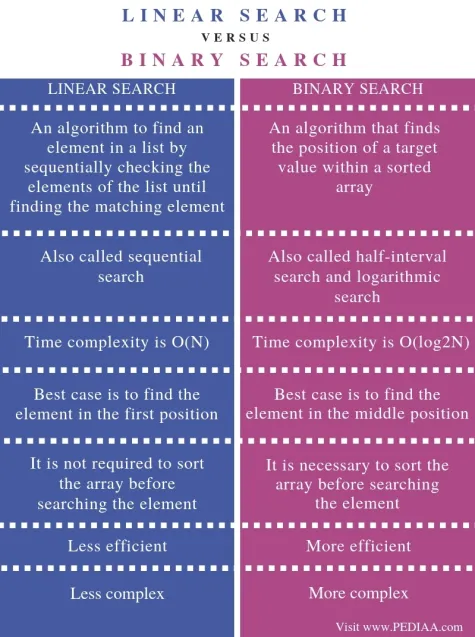 LINEAR SEARCH
VERSUS
BINARY SEARCH
LINEAR SEARCH
An algorithm to find an
element in a list by
sequentially checking the
elements of the list until
finding the matching element
Also called sequential
search
Time complexity is O(N)
Best case is to find the
element in the first position
It is not required to sort
the array before
searching the element
Less efficient
Less complex
BINARY SEARCH
An algorithm that finds
the position of a target
value within a sorted
array
Also called half-interval
search and logarithmic
search
Time complexity is O(log2N)
Best case is to find the
element in the middle position
It is necessary to sort the
array before searching
the element
More efficient
More complex
Visit www.PEDIAA.com